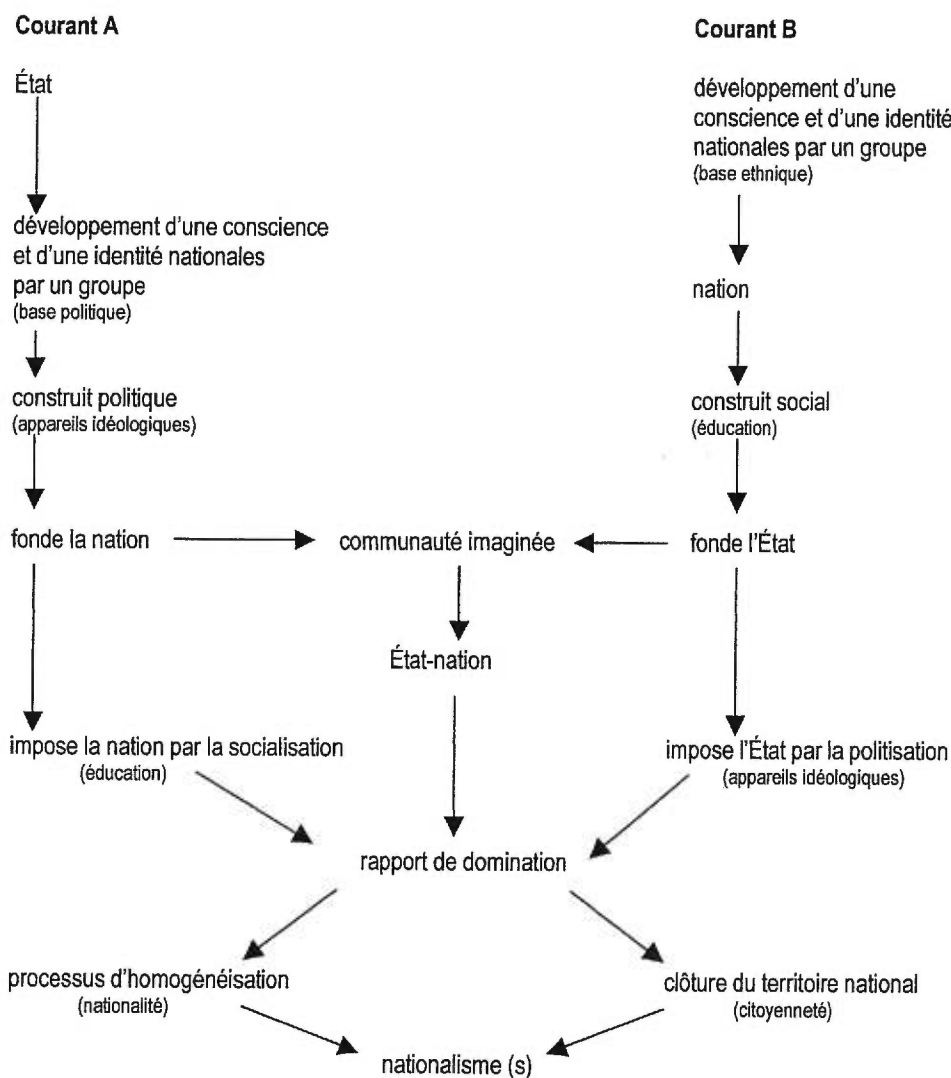 Courant A
État
développement d'une conscience
et d'une identité nationales
par un groupe
(base politique)
construit politique
(appareils idéologiques)
fonde la nation
impose la nation par la socialisation
(éducation)
Courant B
développement d'une
conscience et d'une identité
nationales par un groupe
(base ethnique)
nation
construit social
(éducation)
fonde l'État
impose l'État par la politisation
(appareils idéologiques)
communauté imaginée
État-nation
rapport de domination
processus d'homogénéisation
(nationalité)
clôture du territoire national
(citoyenneté)
nationalisme (s)